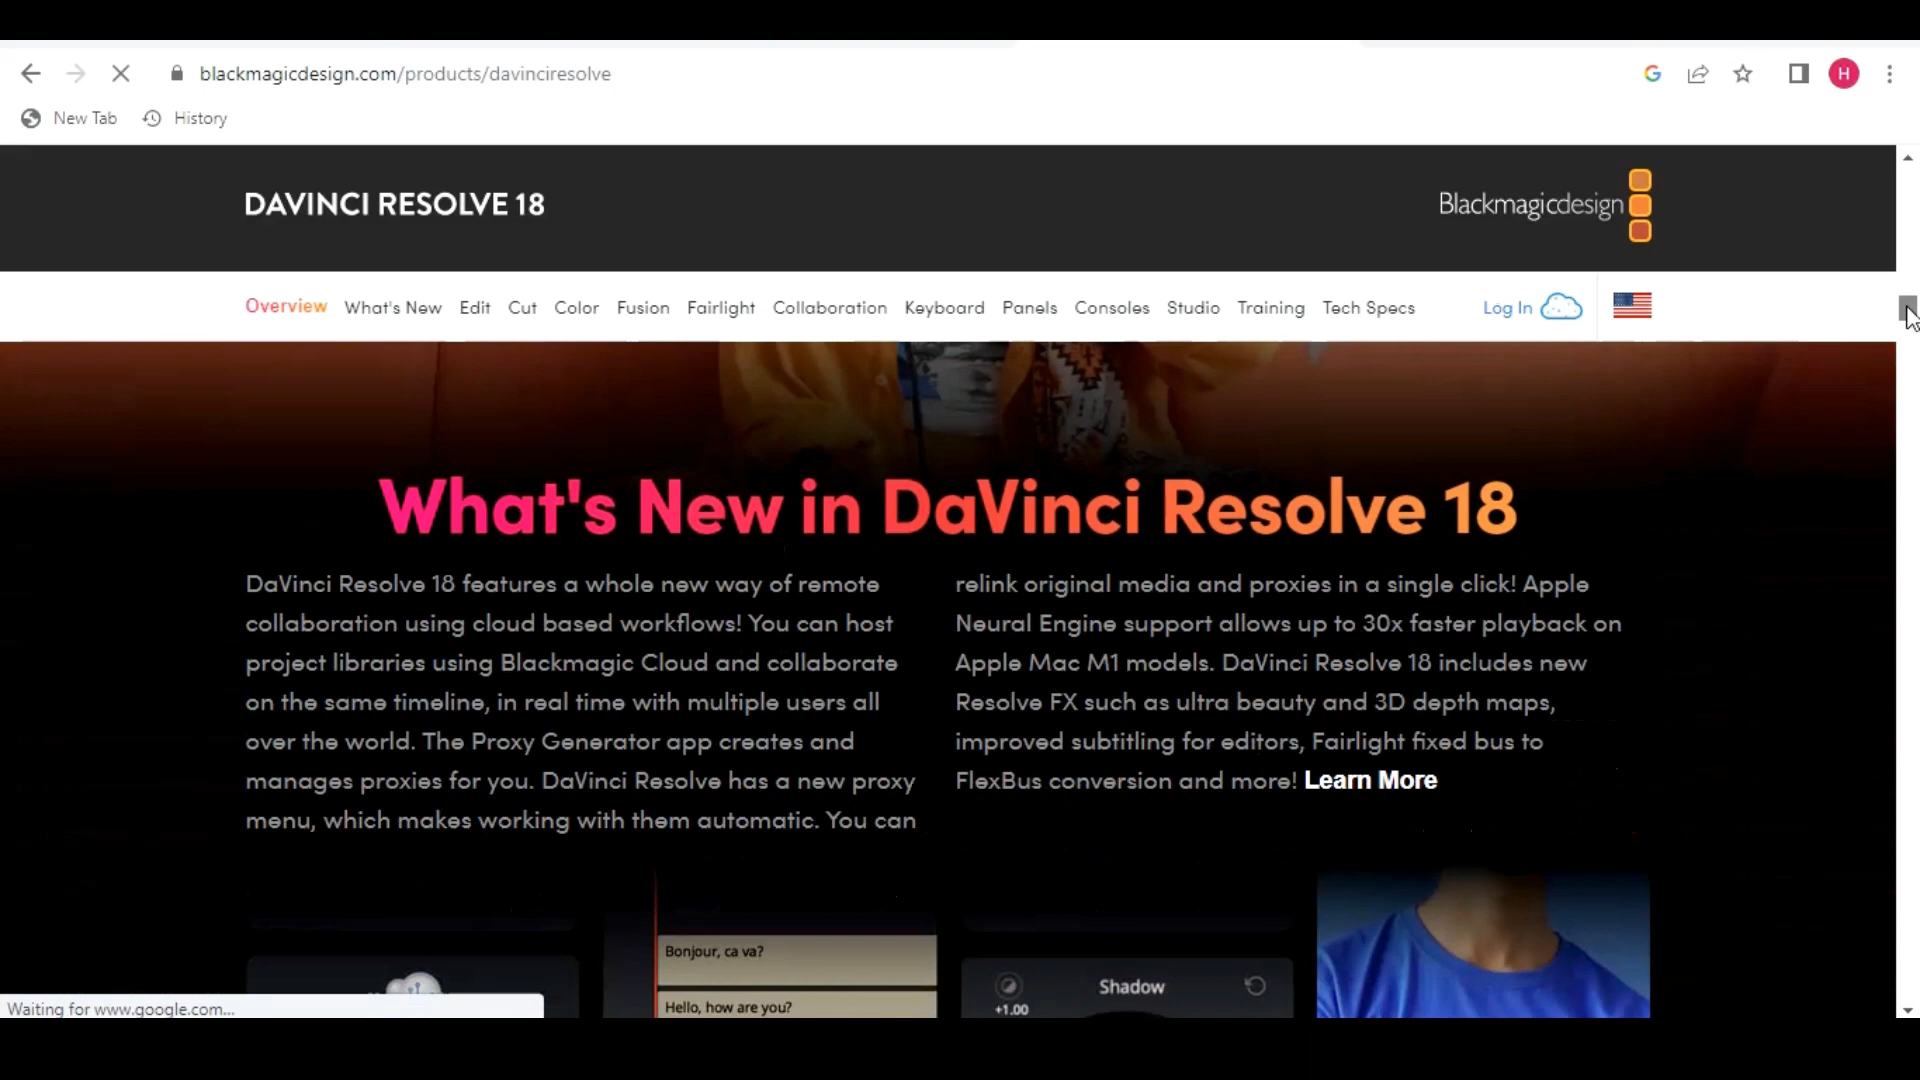 blackmagicdesign.com/products/davinciresolve
H
New Tab History
DAVINCI RESOLVE 18
Blackmagicdesign
Overview What's New Edit Cut Color Fusion Fairlight Collaboration Keyboard Panels Consoles Studio Training Tech Specs Log In
What's New in DaVinci Resolve 18
DaVinci Resolve 18 features a whole new way of remote
collaboration using cloud based workflows! You can host
project libraries using Blackmagic Cloud and collaborate
on the same timeline, in real time with multiple users all
over the world. The Proxy Generator app creates and
manages proxies for you. DaVinci Resolve has a new proxy
menu, which makes working with them automatic. You can
relink original media and proxies in a single click! Apple
Neural Engine support allows up to 30x faster playback on
Apple Mac M1 models. DaVinci Resolve 18 includes new
Resolve FX such as ultra beauty and 3D depth maps,
improved subtitling for editors, Fairlight fixed bus to
FlexBus conversion and more! Learn More
Bonjour, ca va?
Hello, how are you?
Shadow
+1.00
Waiting for www.google.com...